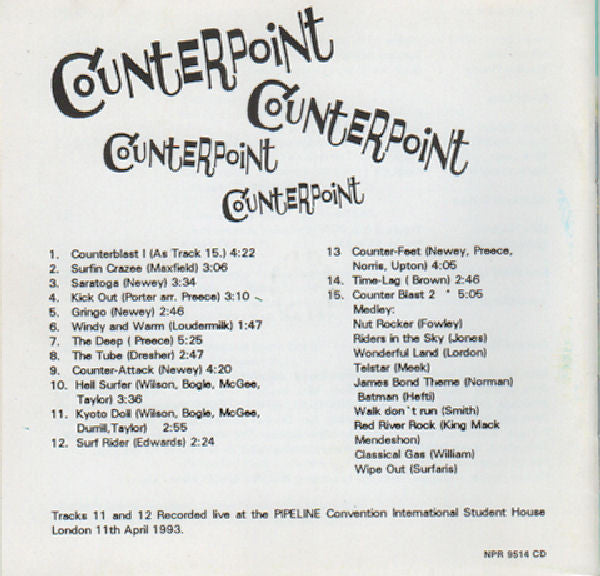 COUNTERPOINT
COUNTERPOINT
COUNTERPOINT
COUNTERPOINT
1. Counterblast I (As Track 15.) 4:22
2. Surfin Crazee (Maxfield) 3:06
3. Saratoga (Newey) 3:34
4. Kick Out (Porter arr. Preece) 3:10
5. Gringo (Newey) 2:46
6. Windy and Warm (Loudermilk) 1:47
7. The Deep ( Preece) 5:25
8. The Tube (Dresher) 2:47
9. Counter-Attack (Newey) 4:20
10. Hell Surfer (Wilson, Bogle, McGee,
Taylor) 3:36
11. Kyoto Doll (Wilson, Bogle, McGee,
Durrill,Taylor) 2:55
12. Surf Rider (Edwards) 2:24
13 Counter-Feet (Newey, Preece,
Norris, Upton) 4:05
14. Time-Lag ( Brown) 2:46
15. Counter Blast 2 ' 5:05
Medley:
Nut Rocker (Fowley)
Riders in the Sky (Jones)
Wonderful Land (Lordon)
Telstar (Meek)
James Bond Theme (Norman)
Batman (Hefti)
Walk don`t run (Smith)
Red River Rock (King Mack
Mendeshon)
Classical Gas (William)
Wipe Out (Surfaris)
Tracks 11 and 12 Recorded live at the PIPELINE Convention International Student House
London 11th April 1993.
NPR 9514 CD